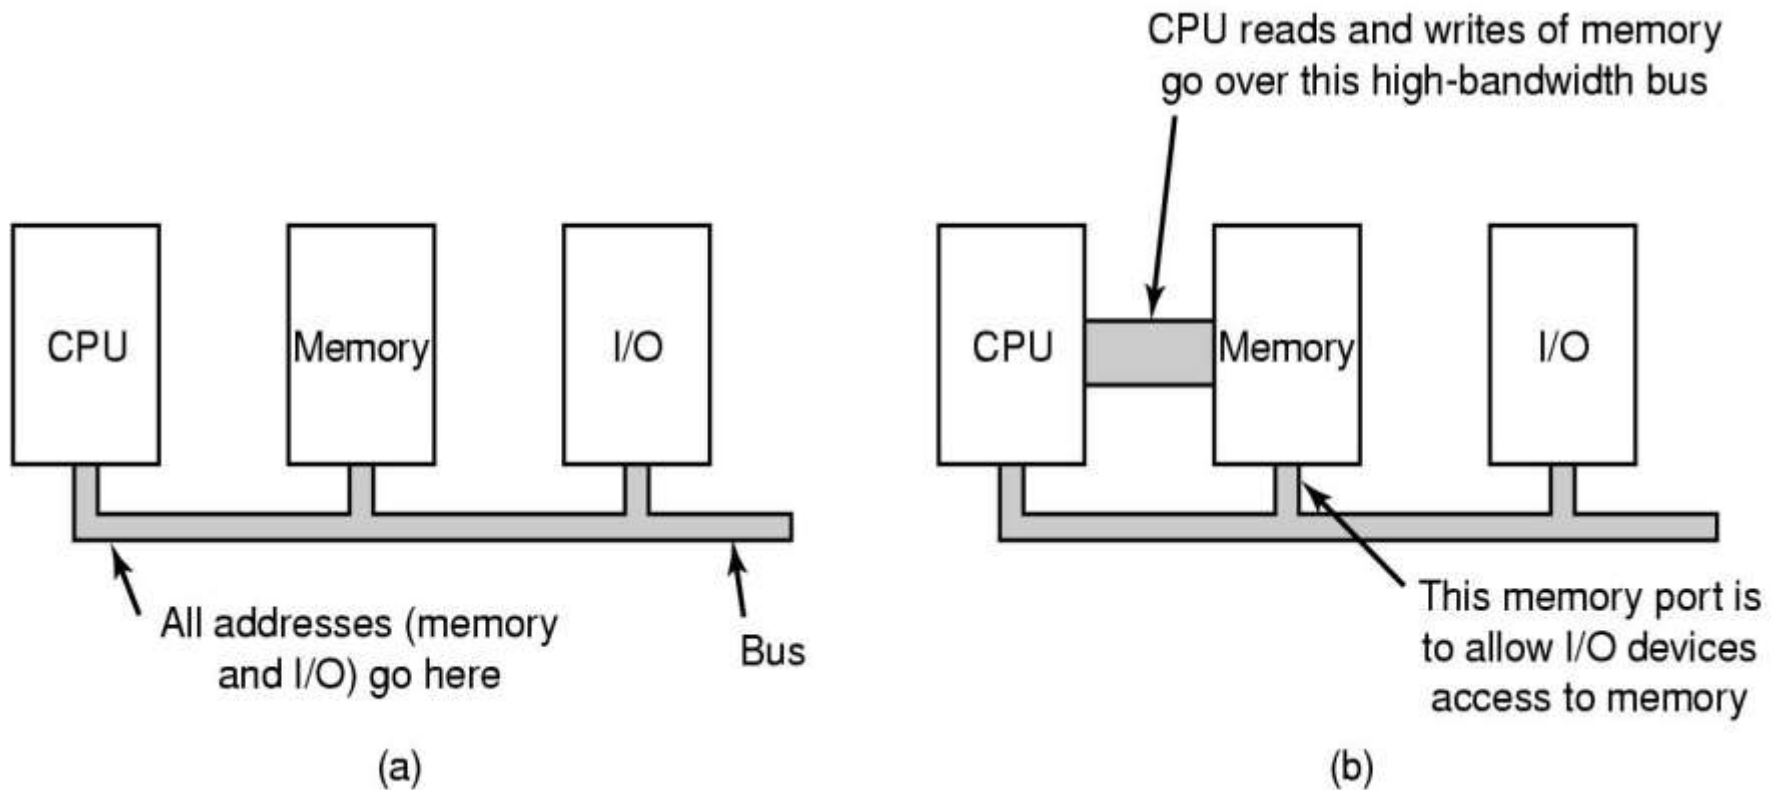 CPU reads and writes of memory
go over this high-bandwidth bus
CPU
Memory
I/O
CPU
Memory
I/O
All addresses (memory
and I/O) go here
Bus
This memory port is
to allow I/O devices
access to memory
(a)
(b)